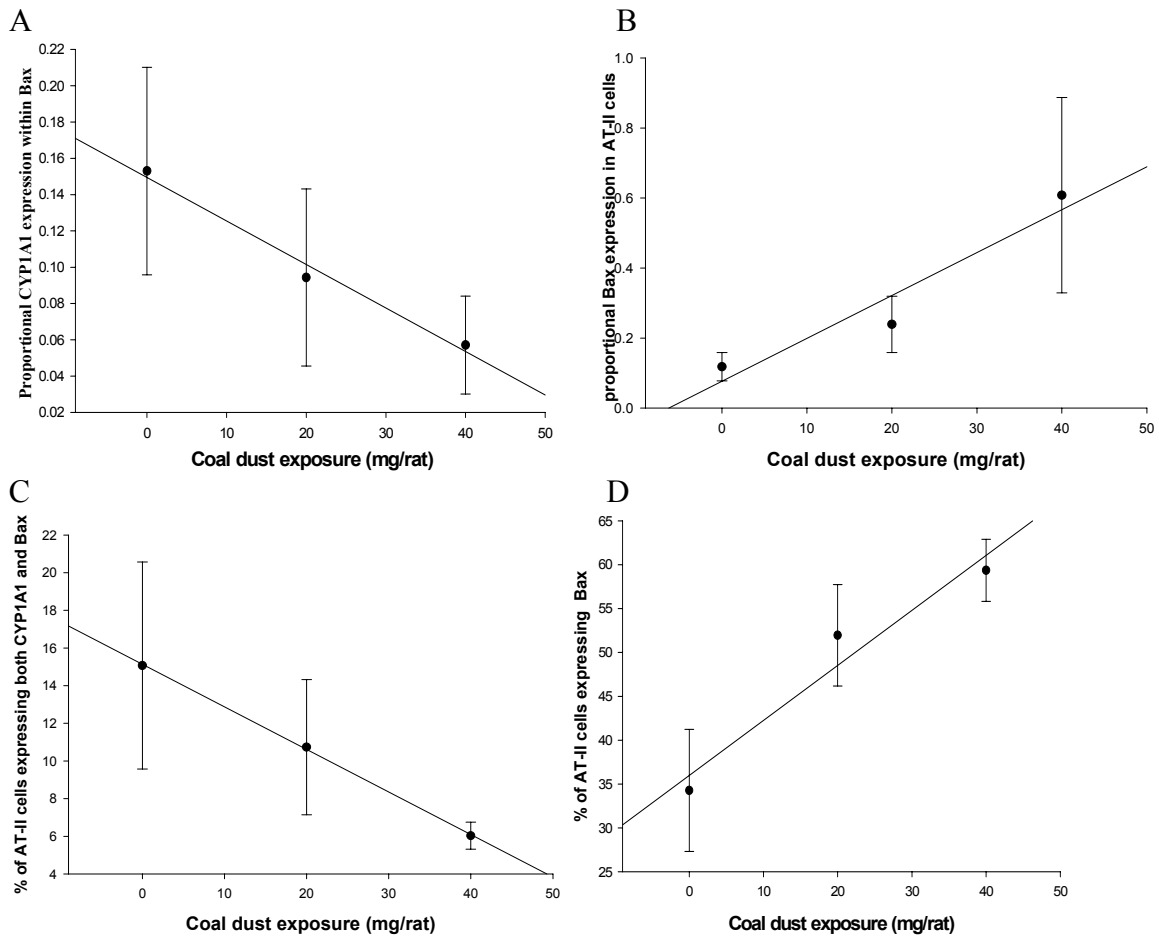 A
Proportional CYP1A1 expression within Bax
0.22
0.20
0.18
0.16
0.14
0.12
0.10
0.08
0.06
0.04
0.02
0 10 20 30 40 50
Coal dust exposure (mg/rat)
B
proportional Bax expression in AT-II cells
1.0
0.8
0.6
0.4
0.2
0.0
0 10 20 30 40 50
Coal dust exposure (mg/rat)
C
% of AT-II cells expressing both CYP1A1 and Bax
22
20
18
16
14
12
10
8
6
4
0 10 20 30 40 50
Coal dust exposure (mg/rat)
D
% of AT-II cells expressing Bax
65
60
55
50
45
40
35
30
25
0 10 20 30 40 50
Coal dust exposure (mg/rat)